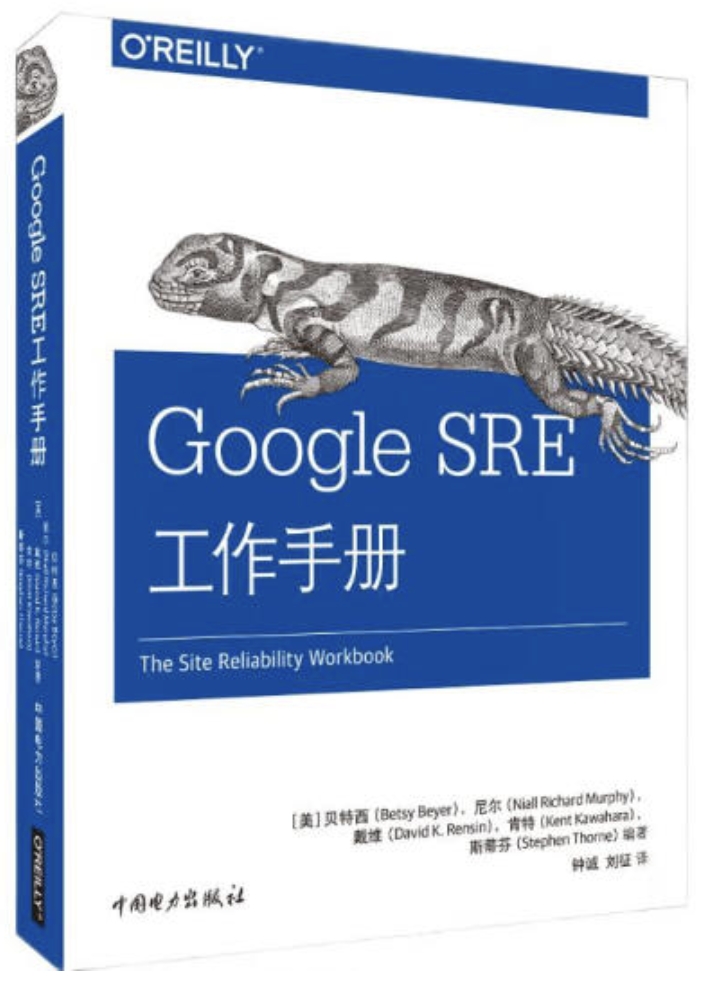 O'REILLY®
Google SRE
工作手册
The Site Reliability Workbook
[美] 贝特西 (Betsy Beyer), 尼尔 (Niall Richard Murphy),
戴维 (David K. Rensin), 肯特 (Kent Kawahara),
斯蒂芬 (Stephen Thorne) 编著
钟诚 刘征 译
中国电力出版社
Google SRE工作手册
O'REILLY®